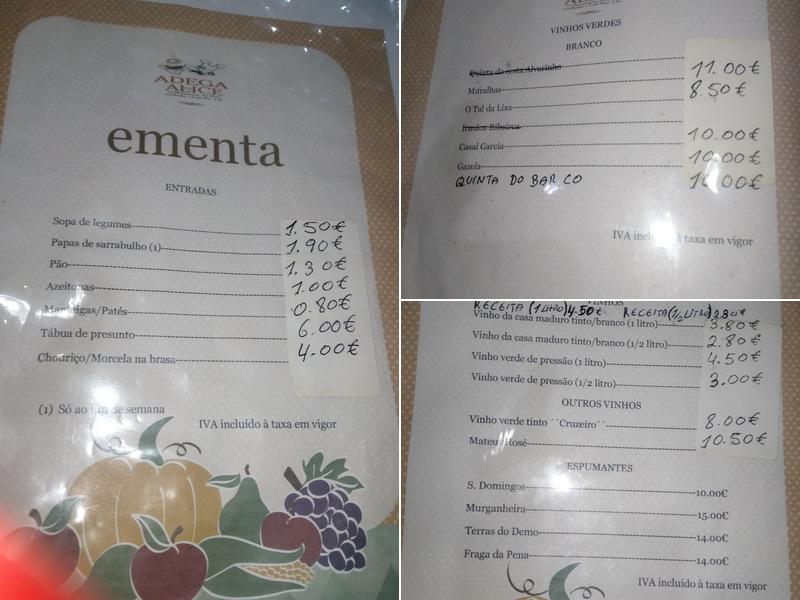 ADEGA
ALICE
ementa
ENTRADAS
Sopa de legumes 1.50€
Papas de sarrabulho (1) 1.90€
Pão 1.30€
Azeitonas 1.00€
Manteigas/Patés 0.80€
Tábua de presunto 6.00€
Chouriço/Morcela na brasa 4.00€
(1) Só ao fim de semana
IVA incluído à taxa em vigor
VINHOS VERDES
BRANCO
Quinta da costa Alvarinho
Muralhas 11.00€
O Tal da Lixa 8.50€
Irmãos Ribeiros
Casal Garcia 10.00€
Gazela 10.00€
QUINTA DO BARCO 10.00€
IVA incluído à taxa em vigor
VINHOS
RECEITA (1 LITRO) 4.50€ RECEITA (1/2 LITRO) 2.80€
Vinho da casa maduro tinto/branco (1 litro) 3.80€
Vinho da casa maduro tinto/branco (1/2 litro) 2.80€
Vinho verde de pressão (1 litro) 4.50€
Vinho verde de pressão (1/2 litro) 3.00€
OUTROS VINHOS
Vinho verde tinto ´´Cruzeiro´´ 8.00€
Mateus Rosé 10.50€
ESPUMANTES
S. Domingos 10.00€
Murganheira 15.00€
Terras do Demo 14.00€
Fraga da Pena 14.00€
IVA incluído à taxa em vigor